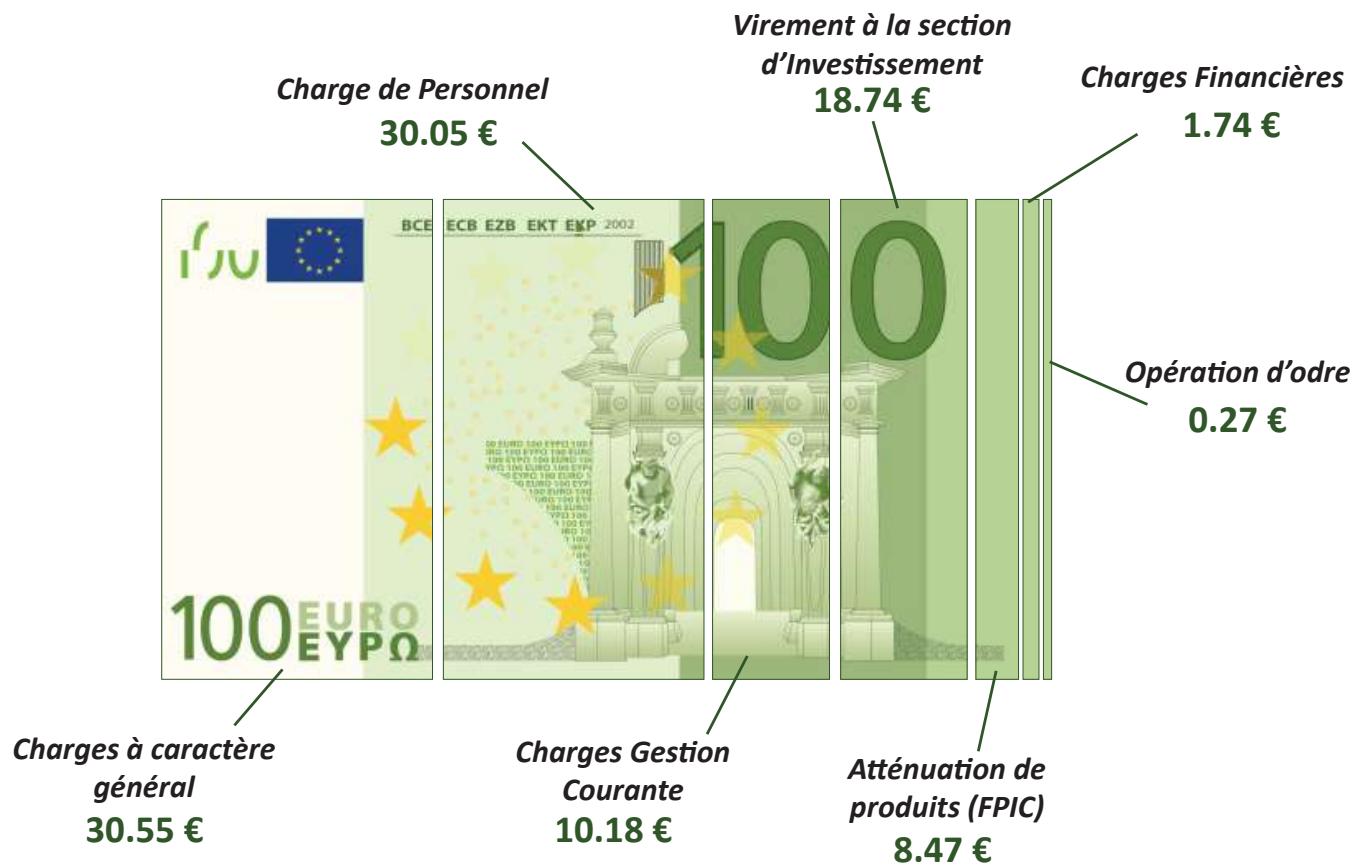 Virement à la section
d’Investissement
18.74 €
Charge de Personnel
30.05 €
Charges Financières
1.74 €
BCE ECB EZB EKT EKP 2002
100
Opération d’odre
0.27 €
100 EURO
EYPΩ
Charges à caractère
général
30.55 €
Charges Gestion
Courante
10.18 €
Atténuation de
produits (FPIC)
8.47 €